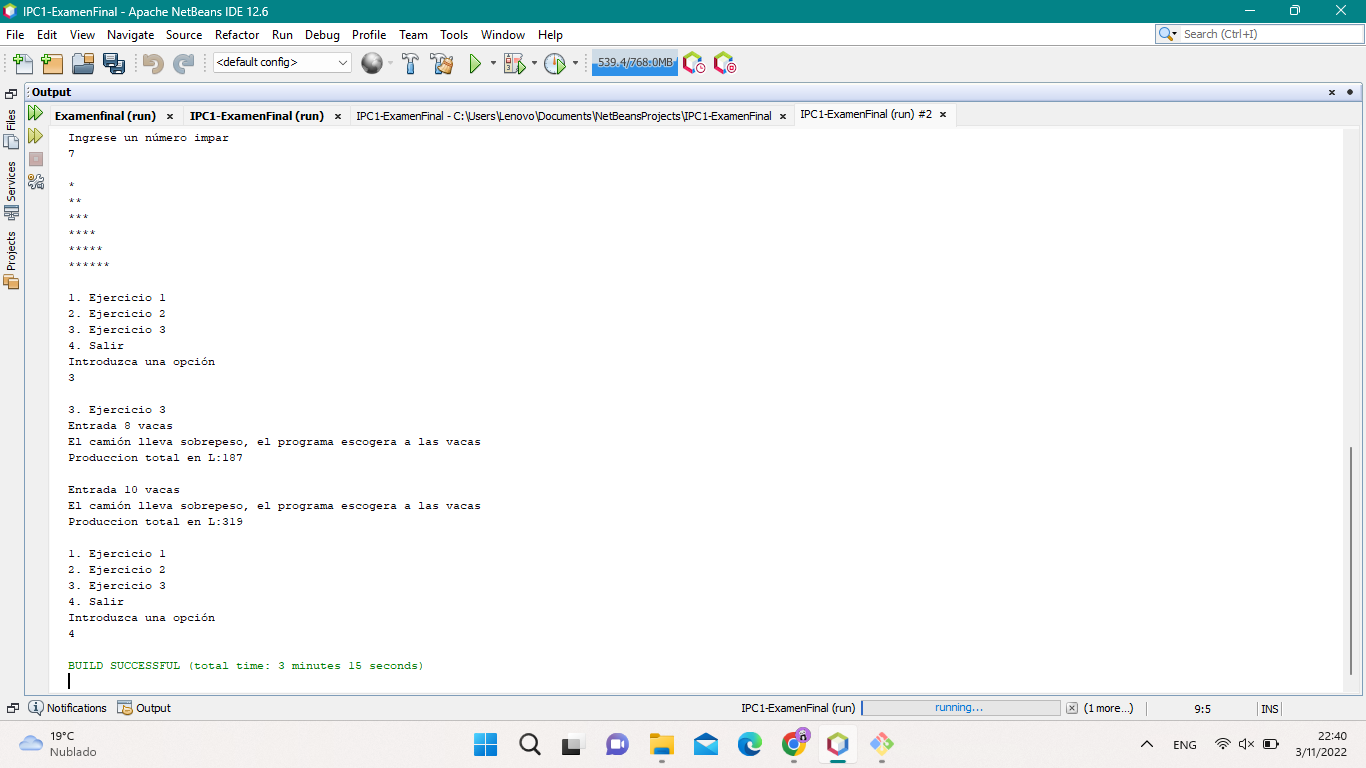 IPC1-ExamenFinal - Apache NetBeans IDE 12.6
File Edit View Navigate Source Refactor Run Debug Profile Team Tools Window Help
Search (Ctrl+I)
<default config>
539.4/768.0MB
Output
Examenfinal (run) IPC1-ExamenFinal (run) IPC1-ExamenFinal - C:\Users\Lenovo\Documents\NetBeansProjects\IPC1-ExamenFinal IPC1-ExamenFinal (run) #2
Files
Services
Projects
Ingrese un número impar
7
*
**
***
****
*****
******
1. Ejercicio 1
2. Ejercicio 2
3. Ejercicio 3
4. Salir
Introduzca una opción
3
3. Ejercicio 3
Entrada 8 vacas
El camión lleva sobrepeso, el programa escogera a las vacas
Produccion total en L:187
Entrada 10 vacas
El camión lleva sobrepeso, el programa escogera a las vacas
Produccion total en L:319
1. Ejercicio 1
2. Ejercicio 2
3. Ejercicio 3
4. Salir
Introduzca una opción
4
BUILD SUCCESSFUL (total time: 3 minutes 15 seconds)
Notifications Output IPC1-ExamenFinal (run) running... (1 more...) 9:5 INS
19°C
Nublado
ENG
22:40
3/11/2022